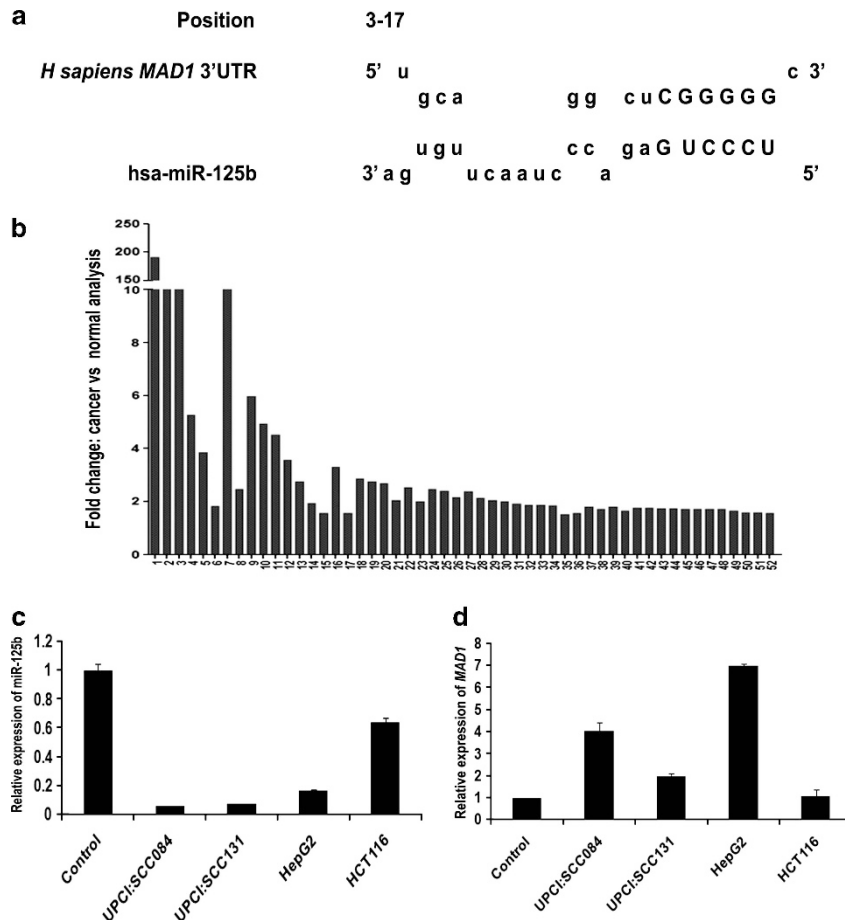 a
Position 3-17
H sapiens MAD1 3'UTR 5' u c 3'
g c a g g c u C G G G G G
u g u c c g a G U C C C U
hsa-miR-125b 3' a g u c a a u c a 5'
b
Fold change: cancer vs normal analysis
250
200
150
10
8
6
4
2
0
1 2 3 4 5 6 7 8 9 10 11 12 13 14 15 16 17 18 19 20 21 22 23 24 25 26 27 28 29 30 31 32 33 34 35 36 37 38 39 40 41 42 43 44 45 46 47 48 49 50 51 52
c
Relative expression of miR-125b
1.2
1
0.8
0.6
0.4
0.2
0
Control UPCI:SCC084 UPCI:SCC131 HepG2 HCT116
d
Relative expression of MAD1
8
7
6
5
4
3
2
1
0
Control UPCI:SCC084 UPCI:SCC131 HepG2 HCT116